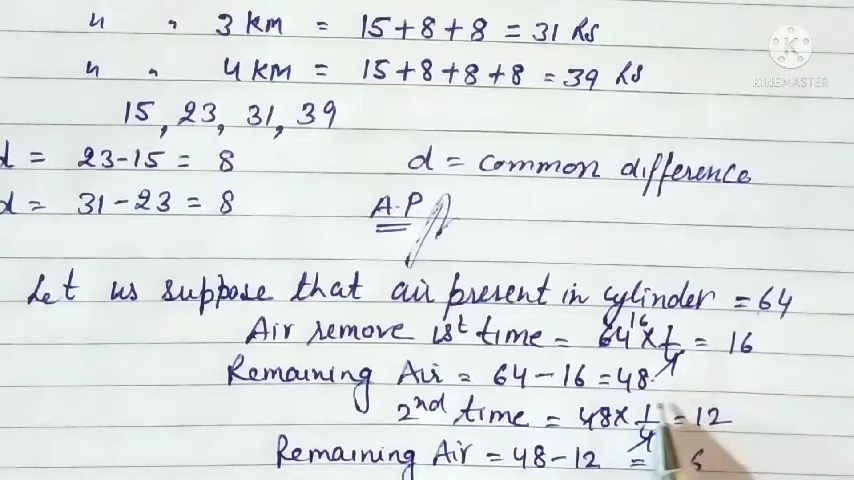 " " 3 km = 15+8+8 = 31 Rs
" " 4 km = 15+8+8+8 = 39 Rs
15, 23, 31, 39
d = 23-15 = 8 d = common difference
d = 31-23 = 8 A.P
Let us suppose that air present in cylinder = 64
Air remove ist time = 64 16 × 1/4 = 16
Remaining Air = 64-16 = 48
2nd time = 48 × 1/4 = 12
Remaining Air = 48-12 = 6
K
KINEMASTER